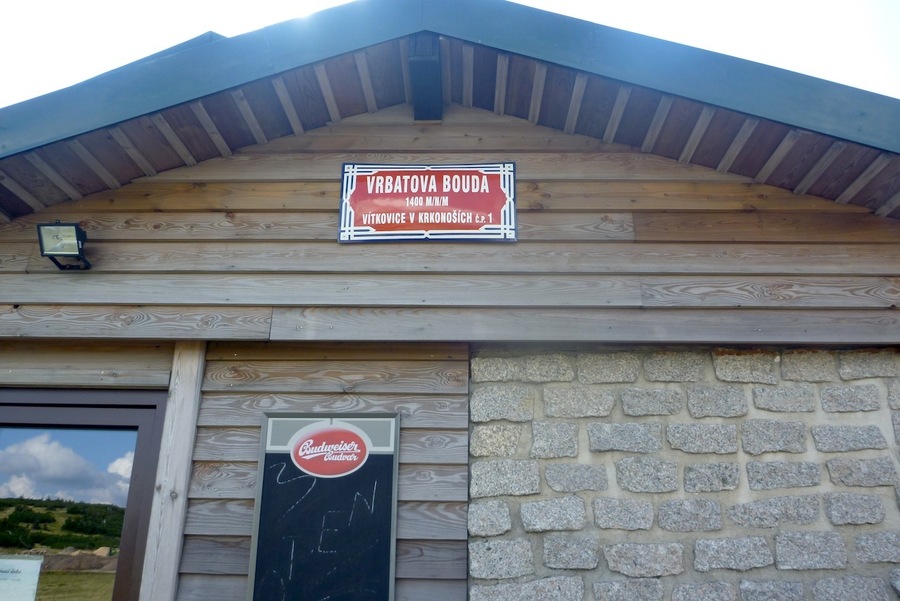 VRBATOVA BOUDA
1400 M/N/M
VÍTKOVICE V KRKONOŠÍCH č.p. 1
Budweiser
Budvar